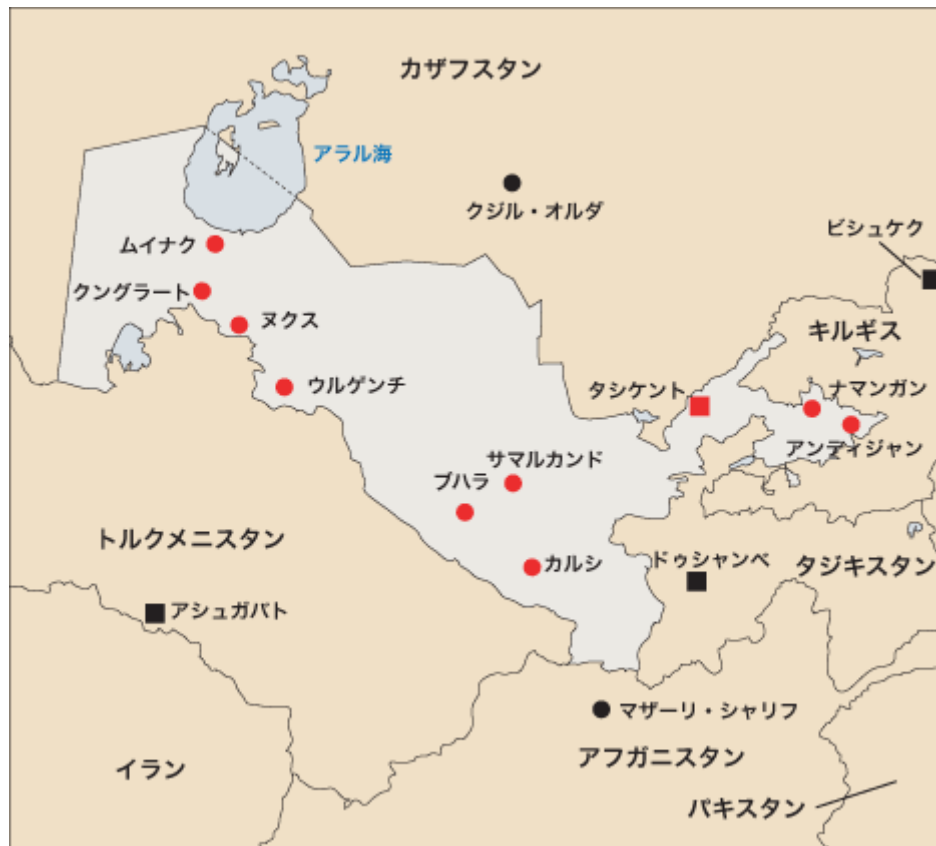 カザフスタン
アラル海
クジル・オルダ
ビシュケク
ムイナク
クングラート
ヌクス
キルギス
ウルゲンチ
タシケント
ナマンガン
アンディジャン
サマルカンド
ブハラ
トルクメニスタン
カルシ
ドゥシャンベ
タジキスタン
アシュガバト
マザーリ・シャリフ
アフガニスタン
イラン
パキスタン